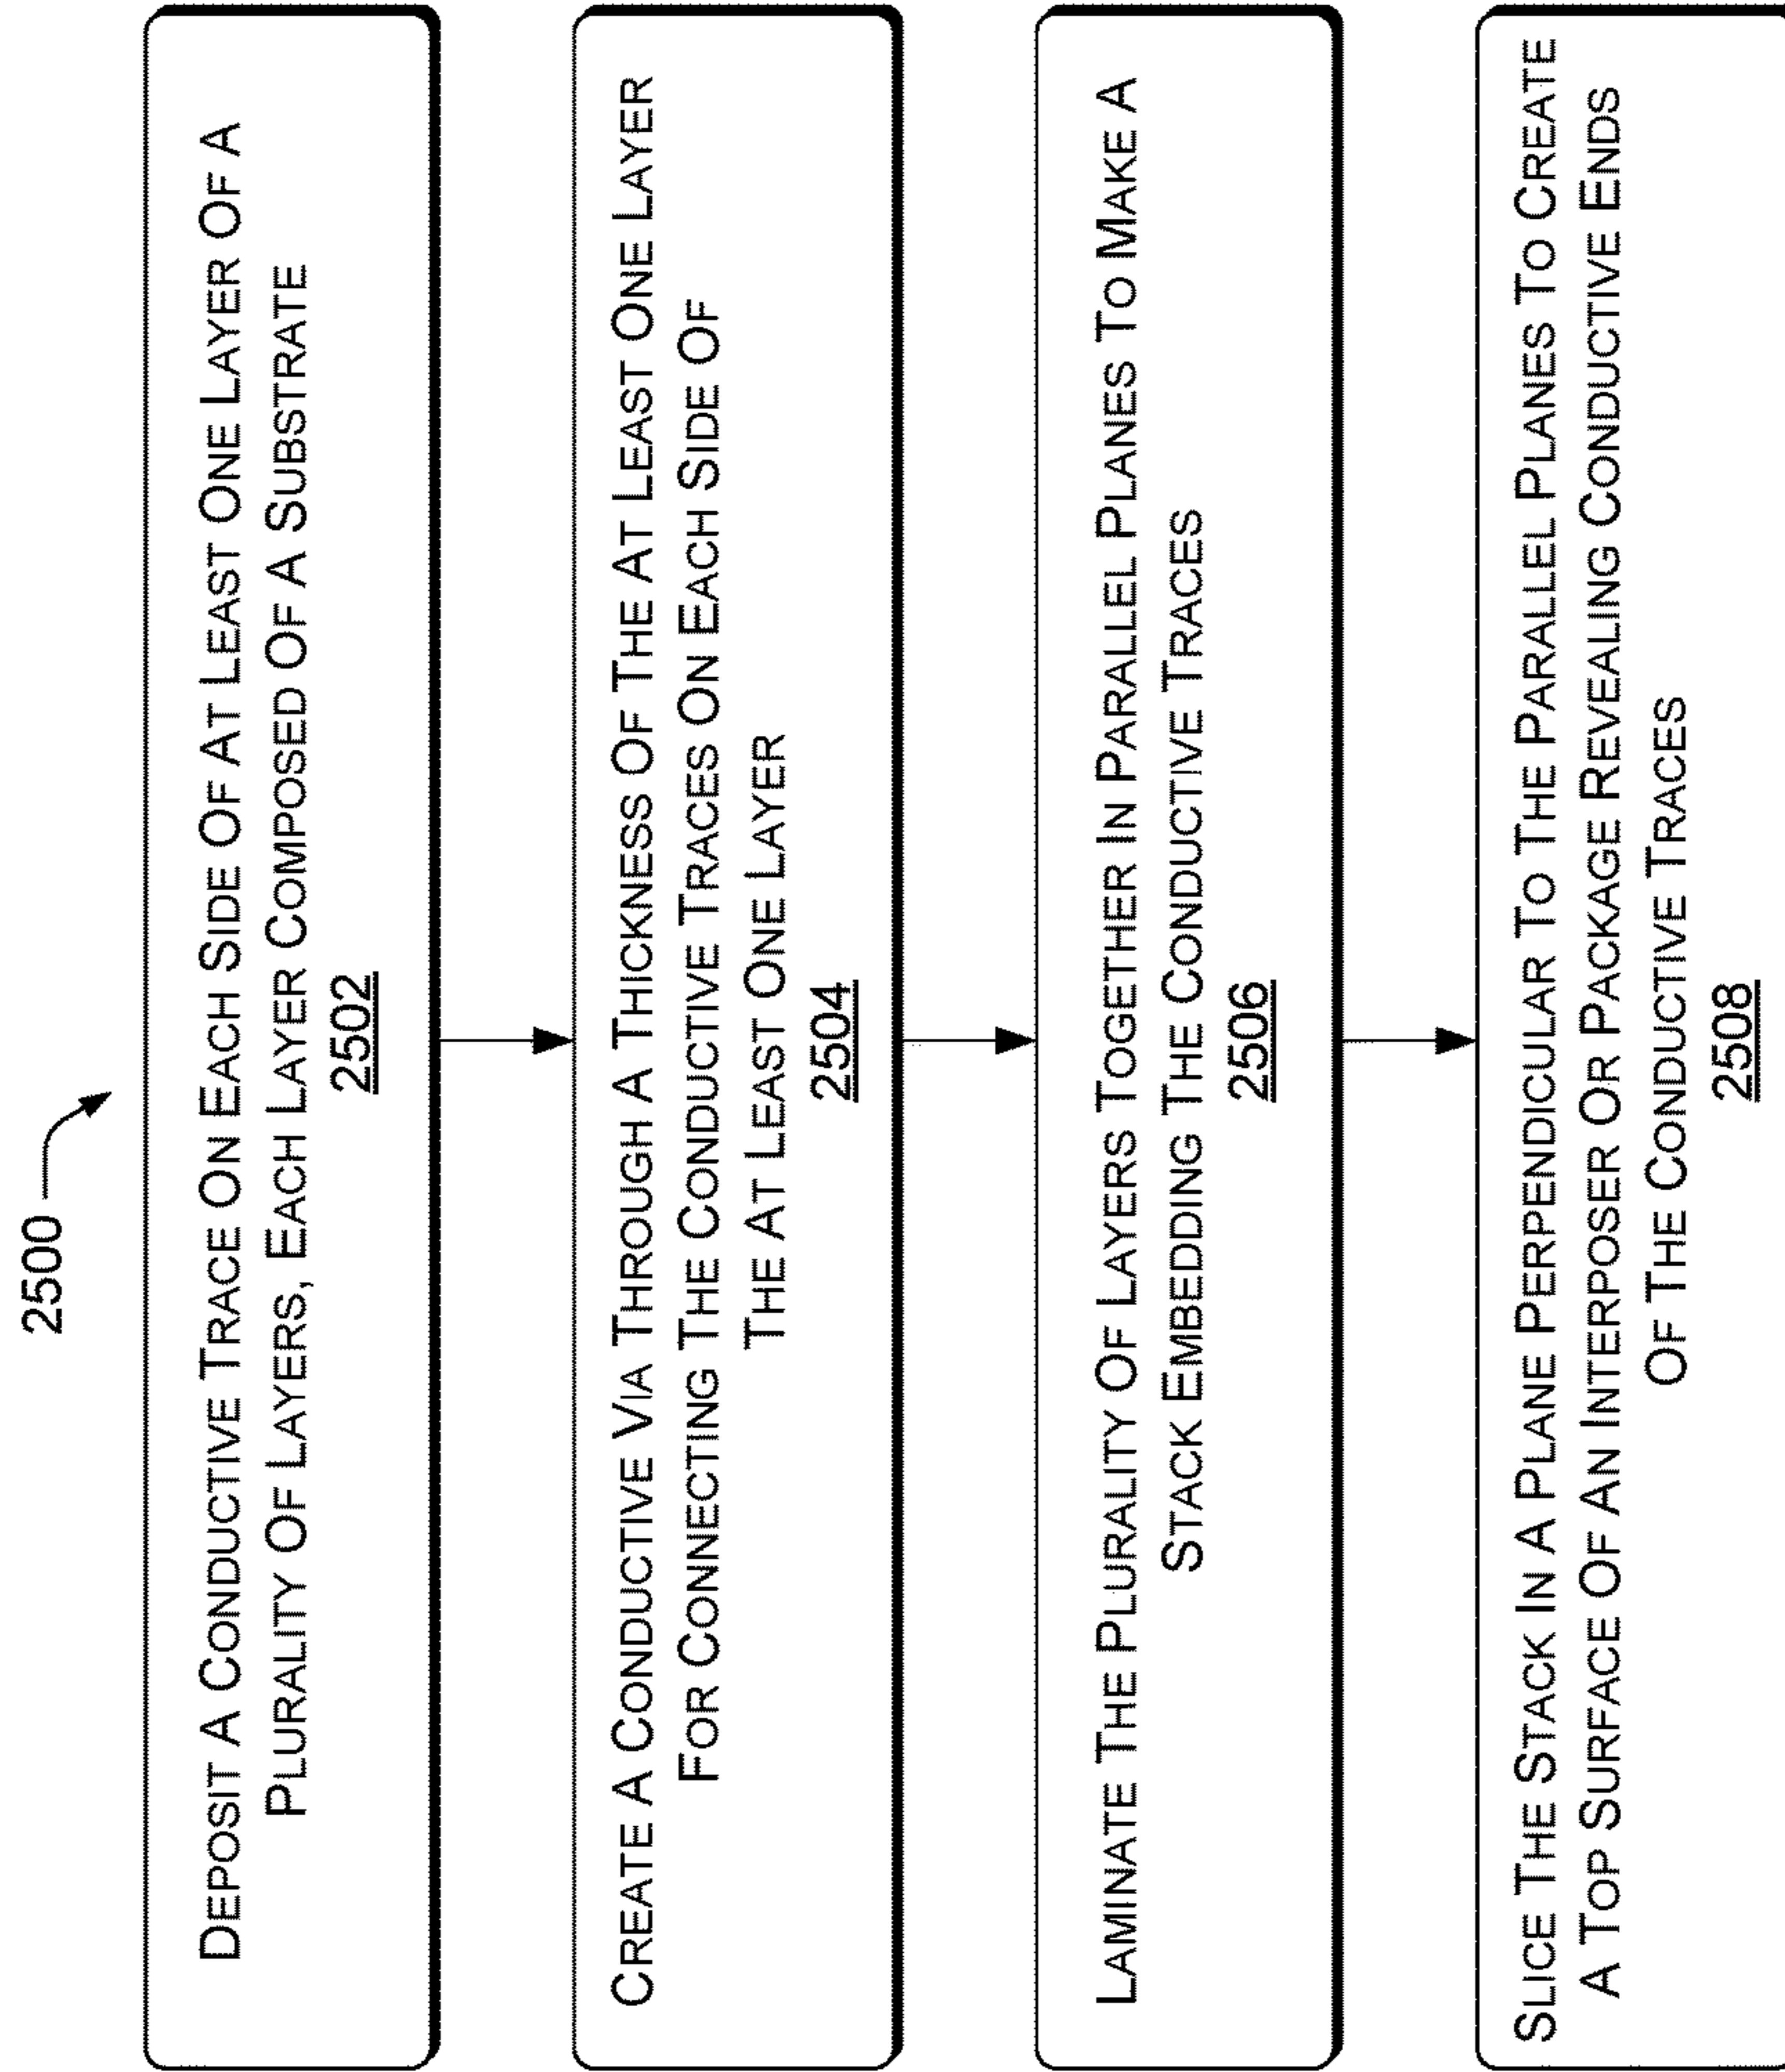 2500
DEPOSIT A CONDUCTIVE TRACE ON EACH SIDE OF AT LEAST ONE LAYER OF A
PLURALITY OF LAYERS, EACH LAYER COMPOSED OF A SUBSTRATE
2502
CREATE A CONDUCTIVE VIA THROUGH A THICKNESS OF THE AT LEAST ONE LAYER
FOR CONNECTING THE CONDUCTIVE TRACES ON EACH SIDE OF
THE AT LEAST ONE LAYER
2504
LAMINATE THE PLURALITY OF LAYERS TOGETHER IN PARALLEL PLANES TO MAKE A
STACK EMBEDDING THE CONDUCTIVE TRACES
2506
SLICE THE STACK IN A PLANE PERPENDICULAR TO THE PARALLEL PLANES TO CREATE
A TOP SURFACE OF AN INTERPOSER OR PACKAGE REVEALING CONDUCTIVE ENDS
OF THE CONDUCTIVE TRACES
2508